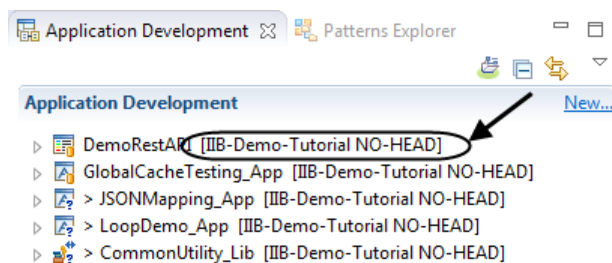 Application Development Patterns Explorer
Application Development New...
DemoRestAPI [IIB-Demo-Tutorial NO-HEAD]
GlobalCacheTesting_App [IIB-Demo-Tutorial NO-HEAD]
> JSONMapping_App [IIB-Demo-Tutorial NO-HEAD]
> LoopDemo_App [IIB-Demo-Tutorial NO-HEAD]
> CommonUtility_Lib [IIB-Demo-Tutorial NO-HEAD]